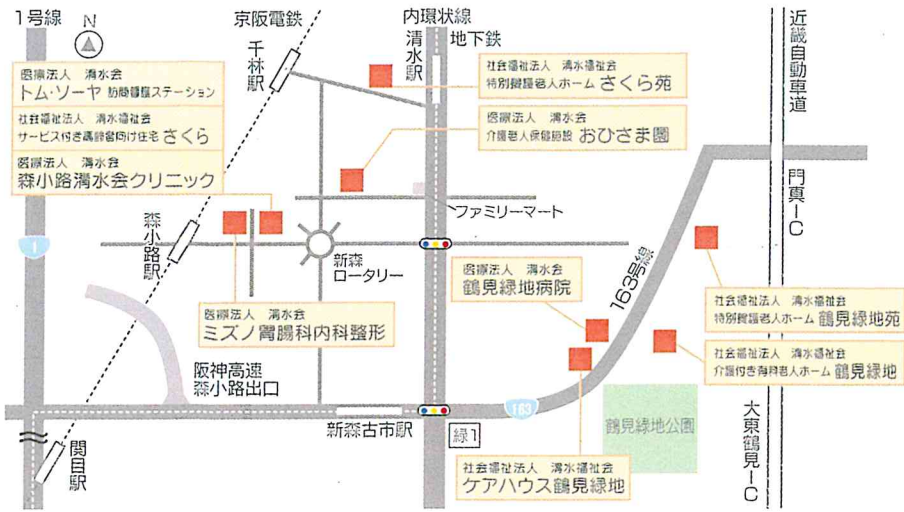 1号線
N
京阪電鉄
千林駅
内環状線
清水駅
地下鉄
近畿自動車道
医療法人 清水会
トム・ソーヤ 訪問看護ステーション
社会福祉法人 清水福祉会
サービス付き高齢者向け住宅 さくら
医療法人 清水会
森小路清水会クリニック
社会福祉法人 清水福祉会
特別養護老人ホーム さくら苑
医療法人 清水会
介護老人保健施設 おひさま園
門真IC
ファミリーマート
森小路駅
1
新森
ロータリー
163号線
医療法人 清水会
鶴見緑地病院
医療法人 清水会
ミズノ胃腸科内科整形
社会福祉法人 清水福祉会
特別養護老人ホーム 鶴見緑地苑
社会福祉法人 清水福祉会
介護付き有料老人ホーム 鶴見緑地
阪神高速
森小路出口
163
新森古市駅
緑1
鶴見緑地公園
大東鶴見IC
関目駅
社会福祉法人 清水福祉会
ケアハウス鶴見緑地